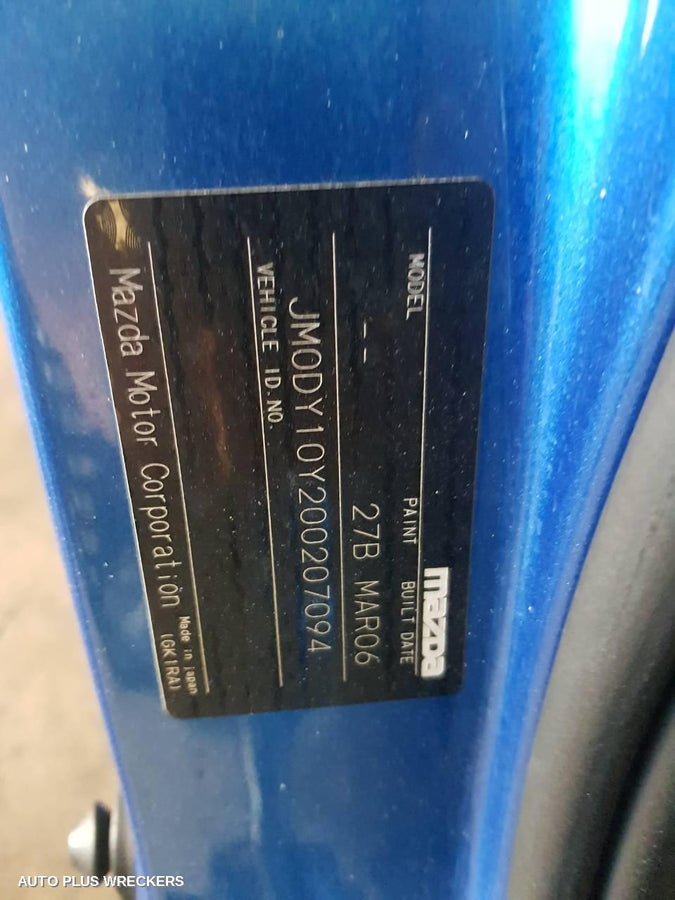 mazda
MODEL PAINT BUILT DATE
-- 27B MAR06
JM0DY10Y200207094
VEHICLE ID.NO.
Mazda Motor Corporation
Made in Japan
(GK1RA)
AUTO PLUS WRECKERS